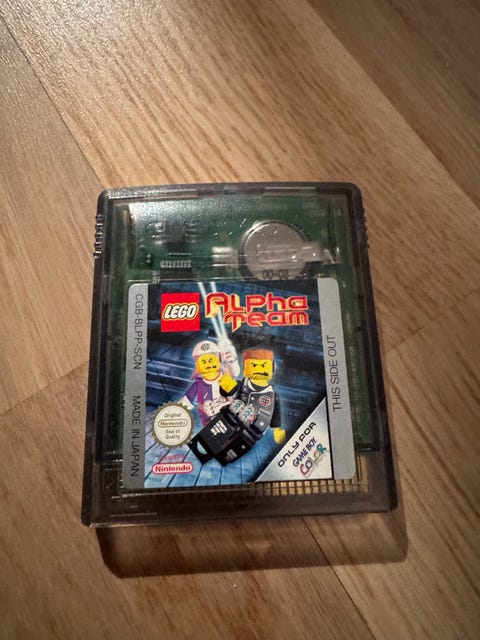 LEGO
Alpha
Team
CGB-BLPP-SCN MADE IN JAPAN
THIS SIDE OUT
Original
Nintendo
Seal of
Quality
Nintendo
ONLY FOR
GAME BOY
COLOR